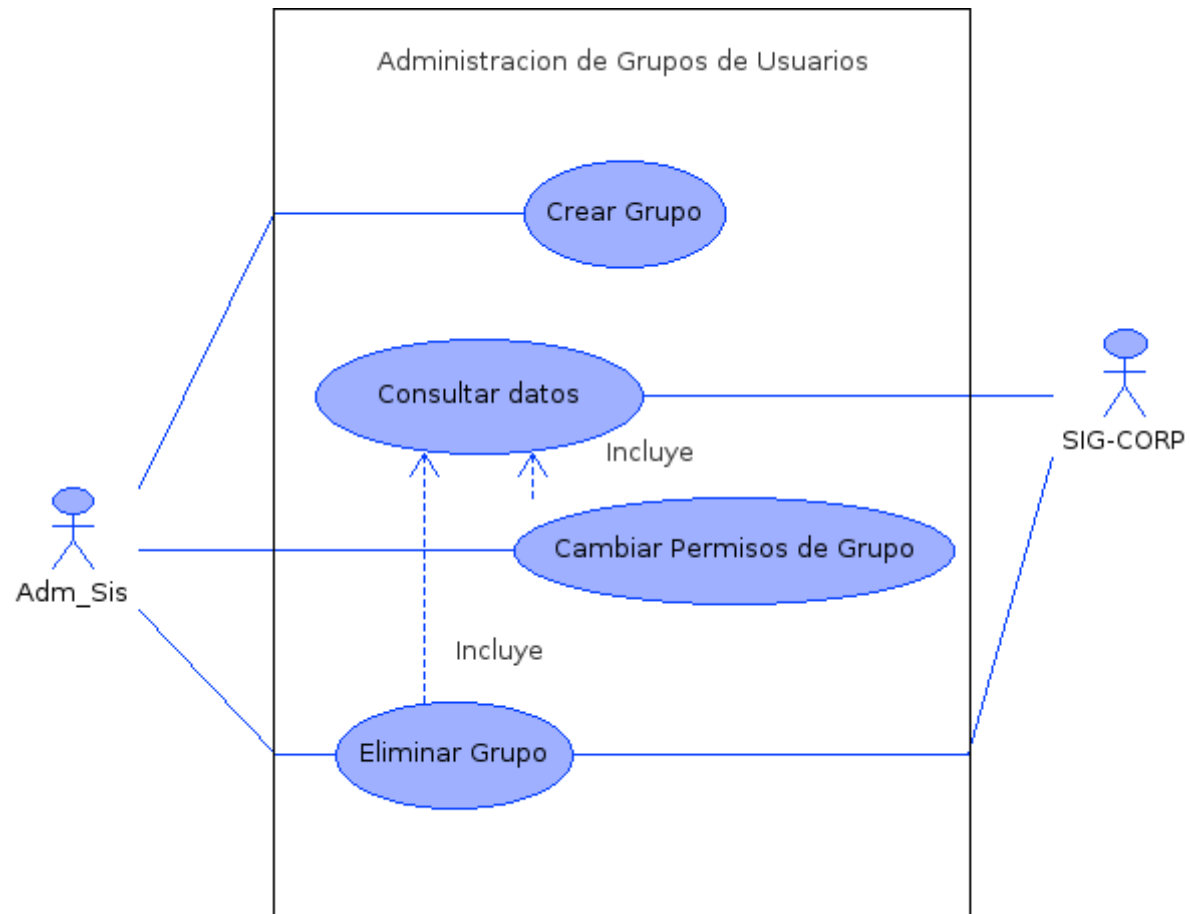 Administracion de Grupos de Usuarios
Crear Grupo
Consultar datos
SIG-CORP
Incluye
Cambiar Permisos de Grupo
Adm_Sis
Incluye
Eliminar Grupo